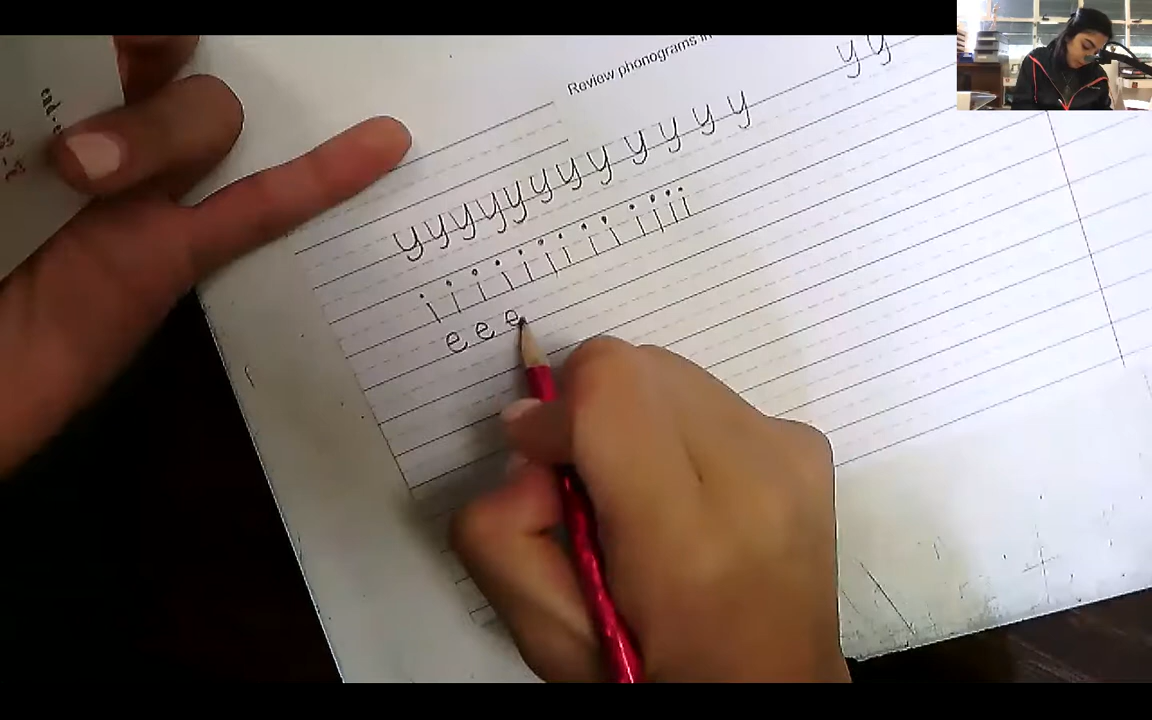 Review phonograms in
y y y y y y y y y y y y y y
i i i i i i i i i i i i i
e e e